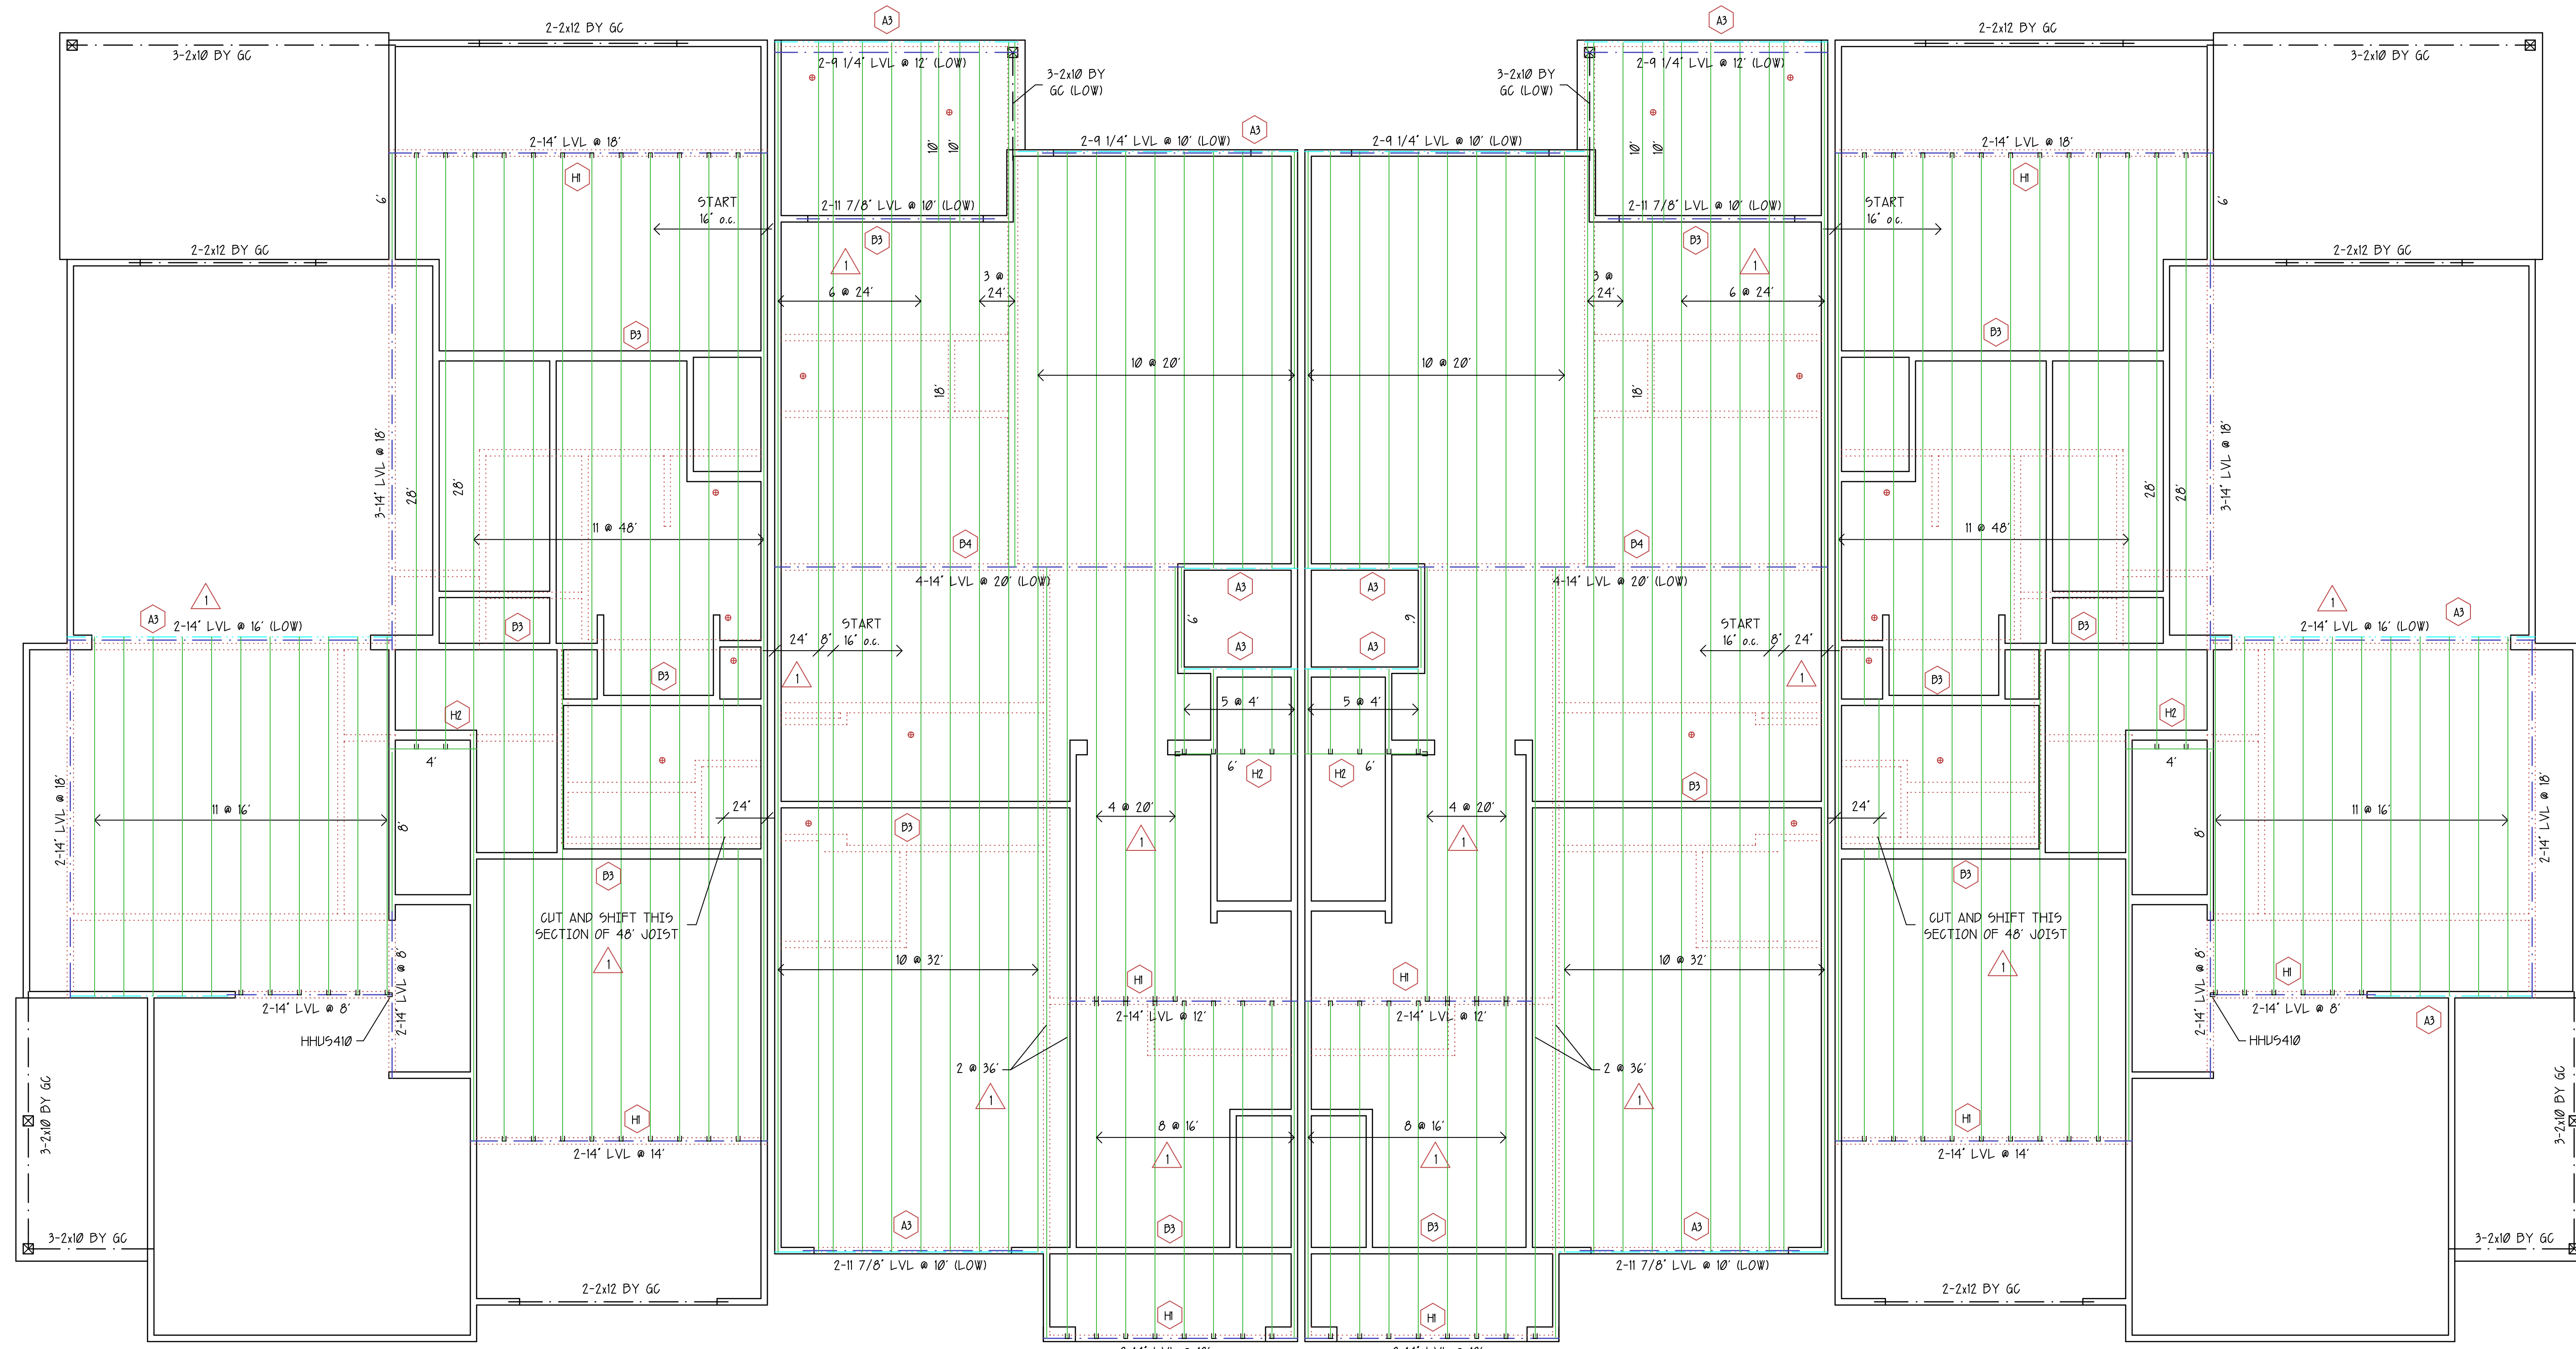 A3
A3
2-2x12 BY GC
2-2x12 BY GC
3-2x10 BY GC
2-9 1/4" LVL @ 12' (LOW)
2-9 1/4" LVL @ 12' (LOW)
3-2x10 BY GC
3-2x10 BY
GC (LOW)
3-2x10 BY
GC (LOW)
A3
2-14" LVL @ 18'
10'
10'
2-9 1/4" LVL @ 10' (LOW)
2-9 1/4" LVL @ 10' (LOW)
10'
10'
2-14" LVL @ 18'
H1
H1
6'
START
16" o.c.
2-11 7/8" LVL @ 10' (LOW)
2-11 7/8" LVL @ 10' (LOW)
START
16" o.c.
6'
2-2x12 BY GC
B3
B3
2-2x12 BY GC
1
1
6 @ 24'
3 @
24'
3 @
24'
6 @ 24'
B3
B3
10 @ 20'
10 @ 20'
18'
18'
3-14" LVL @ 18'
28'
28'
28'
28'
3-14" LVL @ 18'
11 @ 48'
11 @ 48'
B4
B4
4-14" LVL @ 20' (LOW)
4-14" LVL @ 20' (LOW)
A3
A3
1
1
A3
A3
2-14" LVL @ 16' (LOW)
2-14" LVL @ 16' (LOW)
B3
B3
6'
6'
24"
8"
START
16" o.c.
START
16" o.c.
8"
24"
A3
A3
B3
B3
1
1
5 @ 4'
5 @ 4'
H2
H2
4'
6'
H2
H2
6'
4'
2-14" LVL @ 18'
2-14" LVL @ 18'
B3
11 @ 16'
8'
24"
4 @ 20'
4 @ 20'
24"
8'
11 @ 16'
B3
1
1
B3
B3
CUT AND SHIFT THIS
SECTION OF 48' JOIST
CUT AND SHIFT THIS
SECTION OF 48' JOIST
1
1
10 @ 32'
10 @ 32'
H1
H1
H1
2-14" LVL @ 8'
2-14" LVL @ 8'
2-14" LVL @ 8'
2-14" LVL @ 8'
2-14" LVL @ 12'
2-14" LVL @ 12'
A3
HHUS410
HHUS410
2 @ 36'
2 @ 36'
1
1
3-2x10 BY GC
3-2x10 BY GC
H1
H1
8 @ 16'
8 @ 16'
1
1
2-14" LVL @ 14'
2-14" LVL @ 14'
A3
B3
B3
A3
3-2x10 BY GC
3-2x10 BY GC
2-11 7/8" LVL @ 10' (LOW)
2-11 7/8" LVL @ 10' (LOW)
2-2x12 BY GC
2-2x12 BY GC
H1
H1